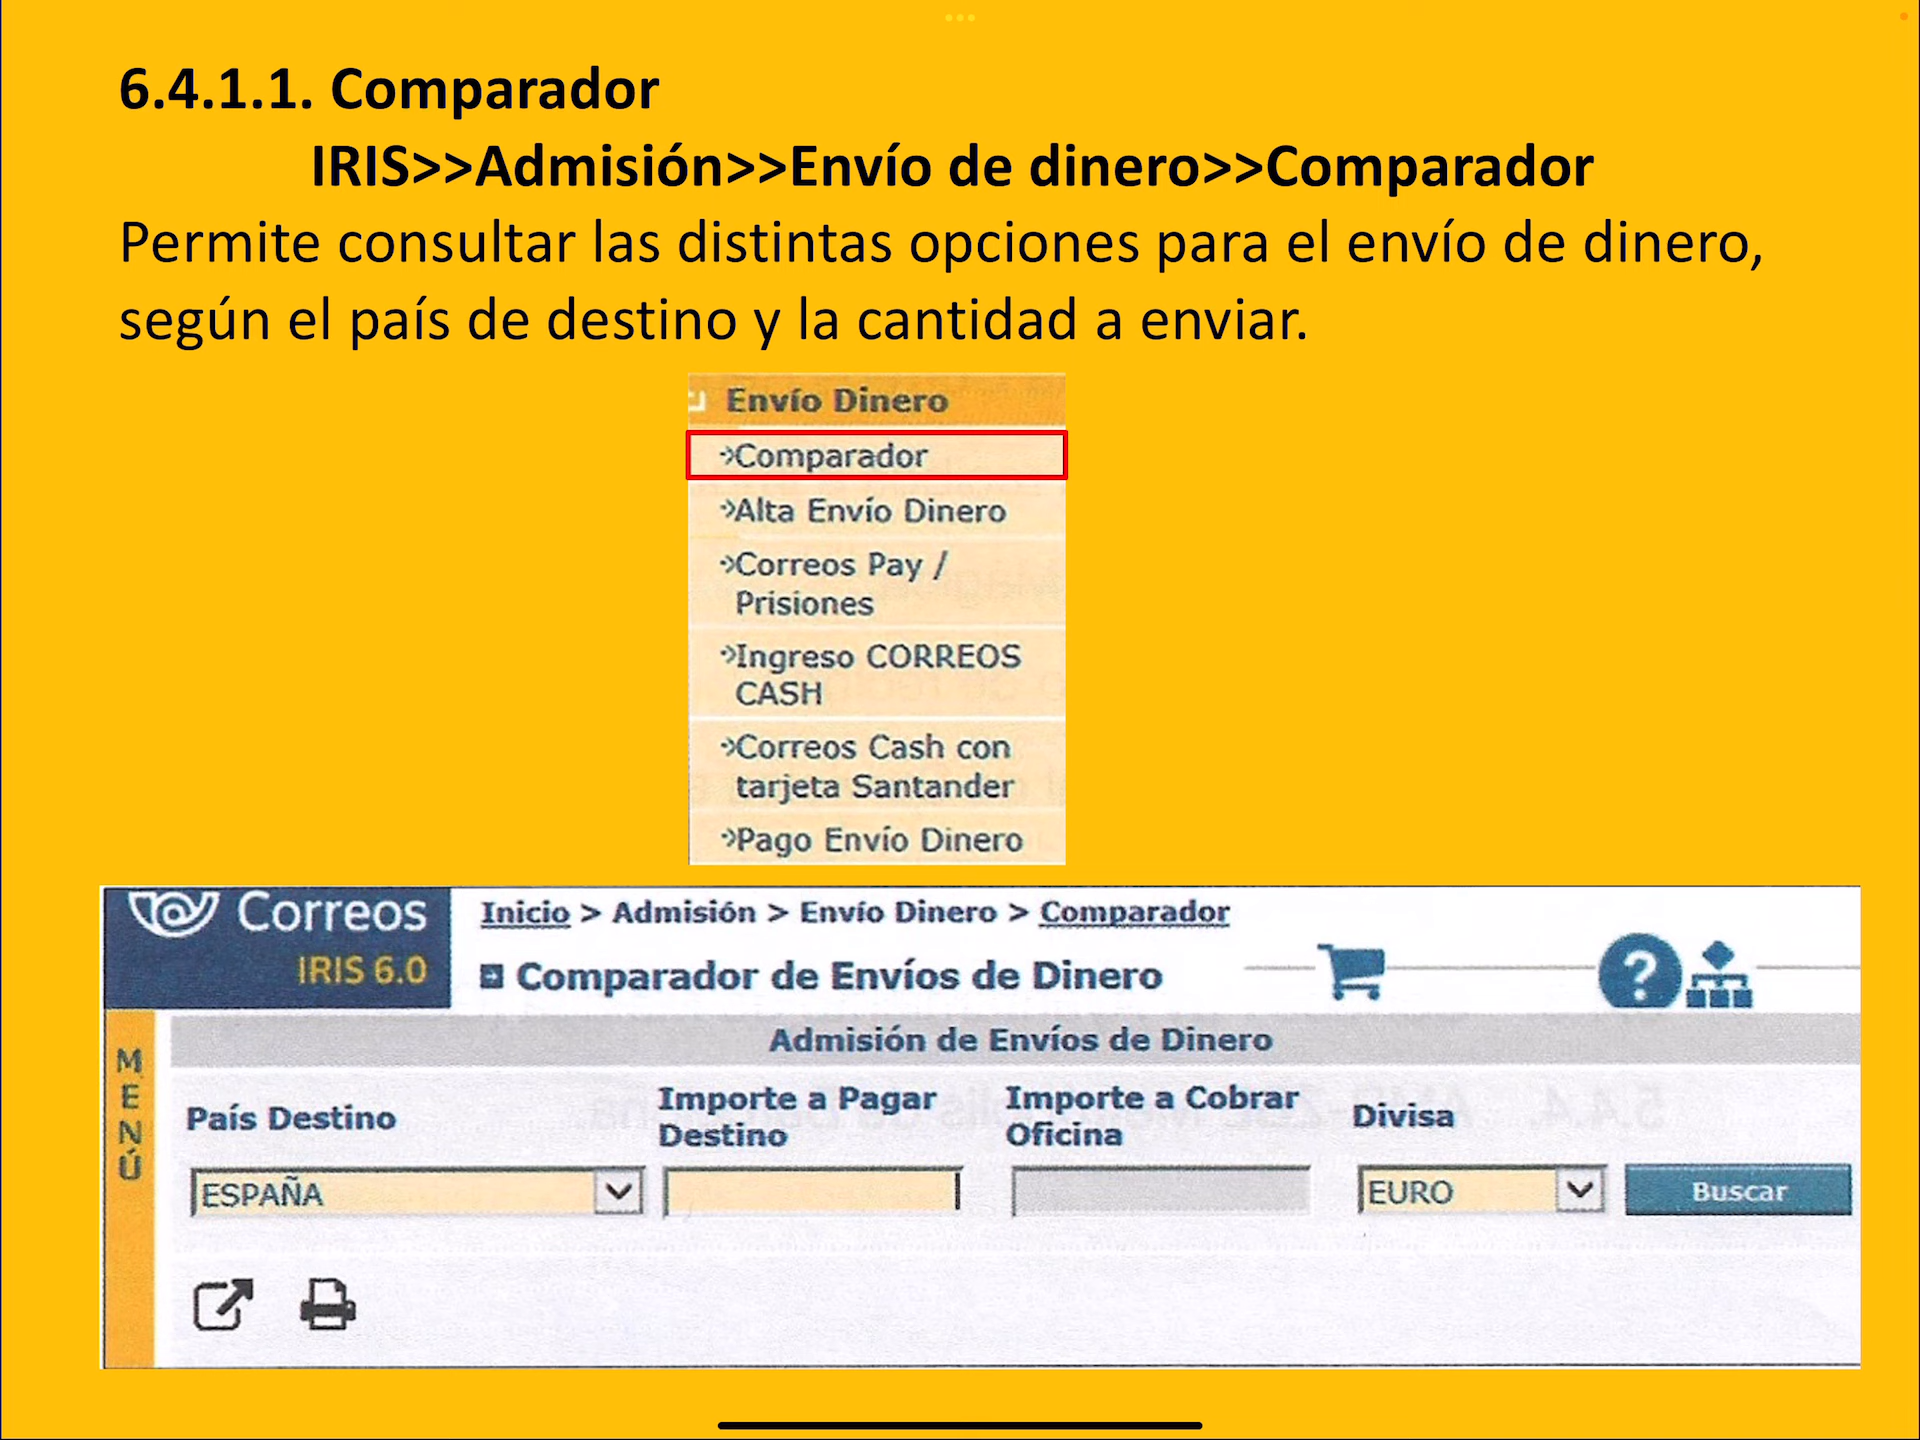 6.4.1.1. Comparador
IRIS>>Admisión>>Envío de dinero>>Comparador
Permite consultar las distintas opciones para el envío de dinero,
según el país de destino y la cantidad a enviar.
Envío Dinero
Comparador
Alta Envío Dinero
Correos Pay /
Prisiones
Ingreso CORREOS
CASH
Correos Cash con
tarjeta Santander
Pago Envío Dinero
Correos
IRIS 6.0
Inicio > Admisión > Envío Dinero > Comparador
Comparador de Envíos de Dinero
?
MENÚ
Admisión de Envíos de Dinero
País Destino
Importe a Pagar
Destino
Importe a Cobrar
Oficina
Divisa
ESPAÑA
EURO
Buscar